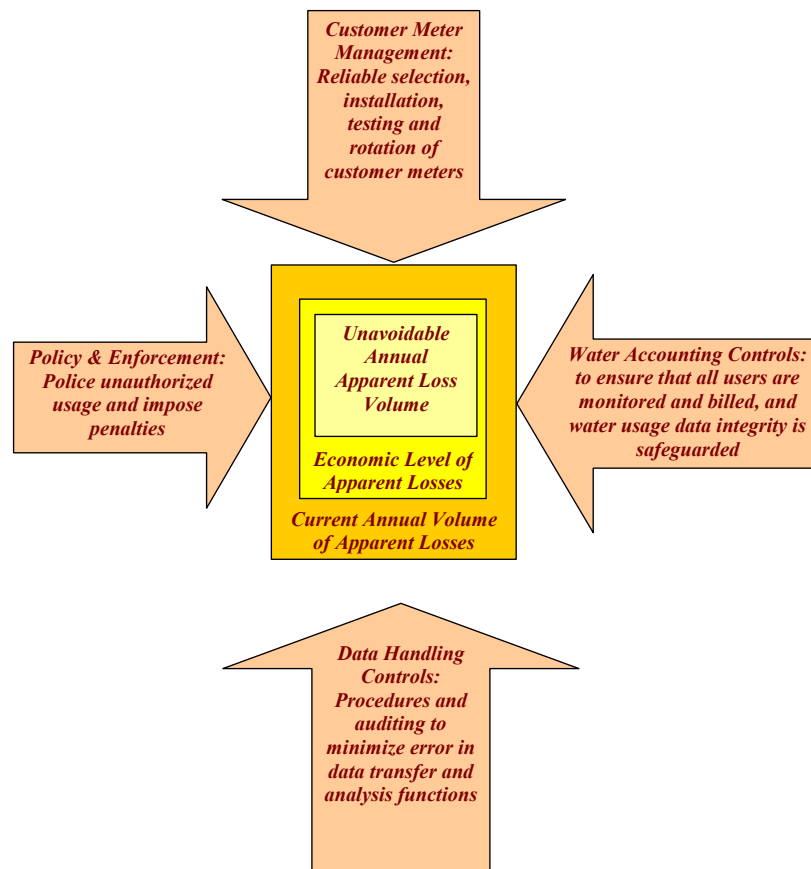 Customer Meter
Management:
Reliable selection,
installation,
testing and
rotation of
customer meters
Policy & Enforcement:
Police unauthorized
usage and impose
penalties
Unavoidable
Annual
Apparent Loss
Volume
Economic Level of
Apparent Losses
Current Annual Volume
of Apparent Losses
Water Accounting Controls:
to ensure that all users are
monitored and billed, and
water usage data integrity is
safeguarded
Data Handling
Controls:
Procedures and
auditing to
minimize error in
data transfer and
analysis functions